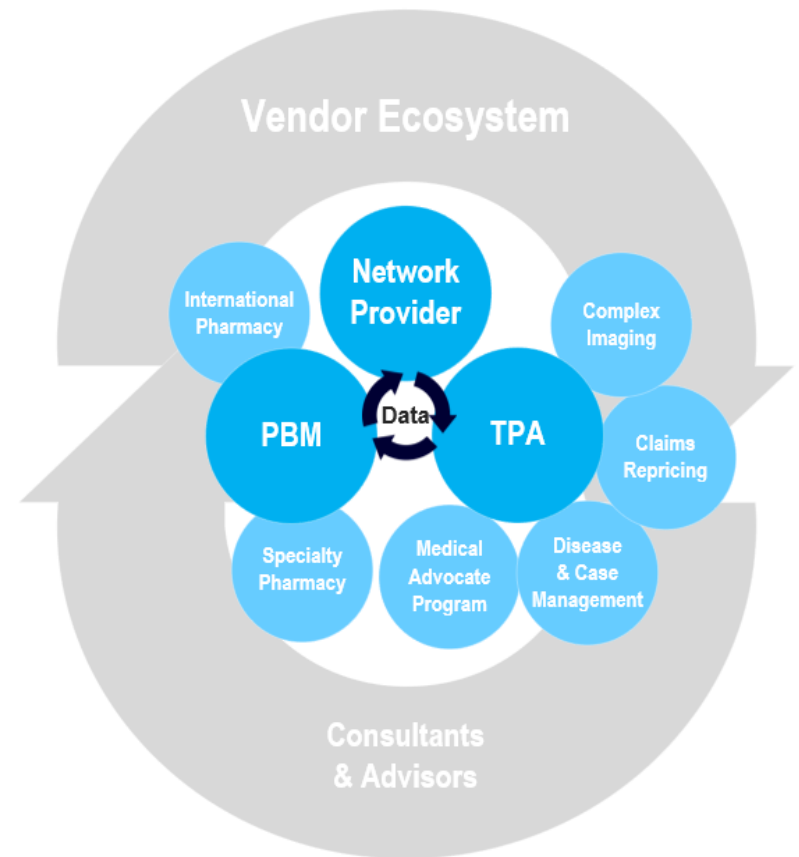 Vendor Ecosystem
Network
Provider
International
Pharmacy
Complex
Imaging
Data
PBM
TPA
Claims
Repricing
Specialty
Pharmacy
Medical
Advocate
Program
Disease
& Case
Management
Consultants
& Advisors